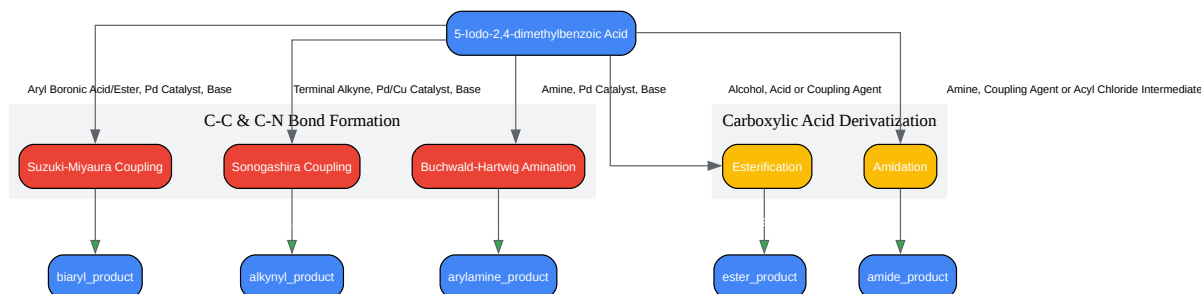 5-Iodo-2,4-dimethylbenzoic Acid
Aryl Boronic Acid/Ester, Pd Catalyst, Base
Terminal Alkyne, Pd/Cu Catalyst, Base
Amine, Pd Catalyst, Base
Alcohol, Acid or Coupling Agent
Amine, Coupling Agent or Acyl Chloride Intermediate
C-C & C-N Bond Formation
Carboxylic Acid Derivatization
Suzuki-Miyaura Coupling
Sonogashira Coupling
Buchwald-Hartwig Amination
Esterification
Amidation
biaryl_product
alkynyl_product
arylamine_product
ester_product
amide_product